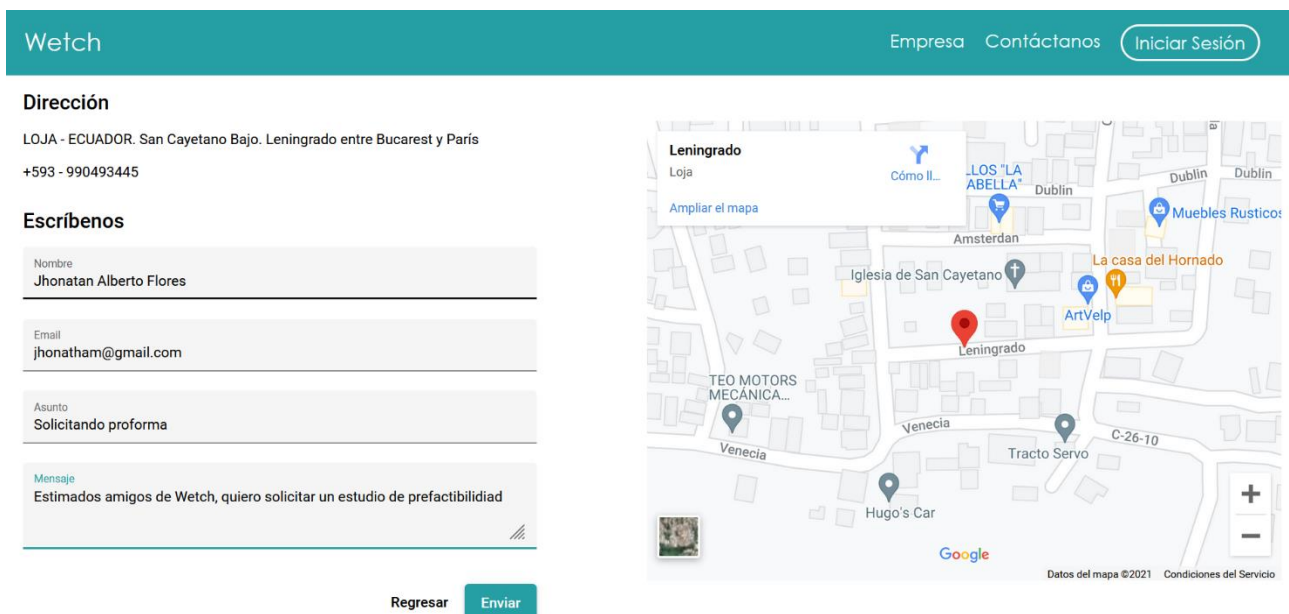 Wetch
Empresa Contáctanos Iniciar Sesión
Dirección
LOJA - ECUADOR. San Cayetano Bajo. Leningrado entre Bucarest y París
+593 - 990493445
Escríbenos
Nombre
Jhonatan Alberto Flores
Email
jhonatham@gmail.com
Asunto
Solicitando proforma
Mensaje
Estimados amigos de Wetch, quiero solicitar un estudio de prefactibilidiad
Regresar Enviar
Leningrado
Loja
Cómo ll...
Ampliar el mapa
LLOS "LA
ABELLA"
Dublin
Dublin
Dublin
Muebles Rusticos
Amsterdan
La casa del Hornado
Iglesia de San Cayetano
ArtVelp
Leningrado
TEO MOTORS
MECÁNICA...
Venecia
C-26-10
Venecia
Tracto Servo
Hugo's Car
Google
Datos del mapa ©2021 Condiciones del Servicio